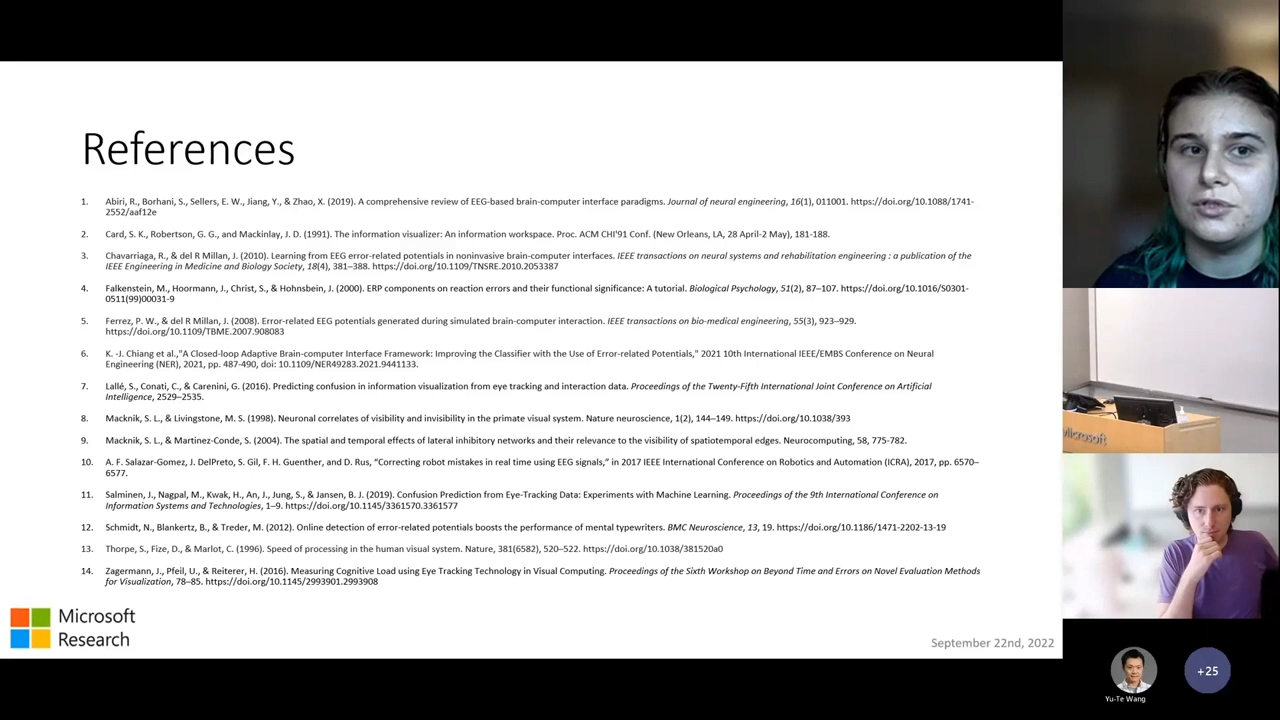 References
1. Abiri, R., Borhani, S., Sellers, E. W., Jiang, Y., & Zhao, X. (2019). A comprehensive review of EEG-based brain-computer interface paradigms. Journal of neural engineering, 16(1), 011001. https://doi.org/10.1088/1741-
2552/aaf12e
2. Card, S. K., Robertson, G. G., and Mackinlay, J. D. (1991). The information visualizer: An information workspace. Proc. ACM CHI'91 Conf. (New Orleans, LA, 28 April-2 May), 181-188.
3. Chavarriaga, R., & del R Millan, J. (2010). Learning from EEG error-related potentials in noninvasive brain-computer interfaces. IEEE transactions on neural systems and rehabilitation engineering : a publication of the
IEEE Engineering in Medicine and Biology Society, 18(4), 381–388. https://doi.org/10.1109/TNSRE.2010.2053387
4. Falkenstein, M., Hoormann, J., Christ, S., & Hohnsbein, J. (2000). ERP components on reaction errors and their functional significance: A tutorial. Biological Psychology, 51(2), 87–107. https://doi.org/10.1016/S0301-
0511(99)00031-9
5. Ferrez, P. W., & del R Millan, J. (2008). Error-related EEG potentials generated during simulated brain-computer interaction. IEEE transactions on bio-medical engineering, 55(3), 923–929.
https://doi.org/10.1109/TBME.2007.908083
6. K. -J. Chiang et al.,"A Closed-loop Adaptive Brain-computer Interface Framework: Improving the Classifier with the Use of Error-related Potentials," 2021 10th International IEEE/EMBS Conference on Neural
Engineering (NER), 2021, pp. 487-490, doi: 10.1109/NER49283.2021.9441133.
7. Lallé, S., Conati, C., & Carenini, G. (2016). Predicting confusion in information visualization from eye tracking and interaction data. Proceedings of the Twenty-Fifth International Joint Conference on Artificial
Intelligence, 2529–2535.
8. Macknik, S. L., & Livingstone, M. S. (1998). Neuronal correlates of visibility and invisibility in the primate visual system. Nature neuroscience, 1(2), 144–149. https://doi.org/10.1038/393
9. Macknik, S. L., & Martinez-Conde, S. (2004). The spatial and temporal effects of lateral inhibitory networks and their relevance to the visibility of spatiotemporal edges. Neurocomputing, 58, 775-782.
10. A. F. Salazar-Gomez, J. DelPreto, S. Gil, F. H. Guenther, and D. Rus, “Correcting robot mistakes in real time using EEG signals,” in 2017 IEEE International Conference on Robotics and Automation (ICRA), 2017, pp. 6570–
6577.
11. Salminen, J., Nagpal, M., Kwak, H., An, J., Jung, S., & Jansen, B. J. (2019). Confusion Prediction from Eye-Tracking Data: Experiments with Machine Learning. Proceedings of the 9th International Conference on
Information Systems and Technologies, 1–9. https://doi.org/10.1145/3361570.3361577
12. Schmidt, N., Blankertz, B., & Treder, M. (2012). Online detection of error-related potentials boosts the performance of mental typewriters. BMC Neuroscience, 13, 19. https://doi.org/10.1186/1471-2202-13-19
13. Thorpe, S., Fize, D., & Marlot, C. (1996). Speed of processing in the human visual system. Nature, 381(6582), 520–522. https://doi.org/10.1038/381520a0
14. Zagermann, J., Pfeil, U., & Reiterer, H. (2016). Measuring Cognitive Load using Eye Tracking Technology in Visual Computing. Proceedings of the Sixth Workshop on Beyond Time and Errors on Novel Evaluation Methods
for Visualization, 78–85. https://doi.org/10.1145/2993901.2993908
Microsoft
Research
September 22nd, 2022
Microsoft
Yu-Te Wang
+25